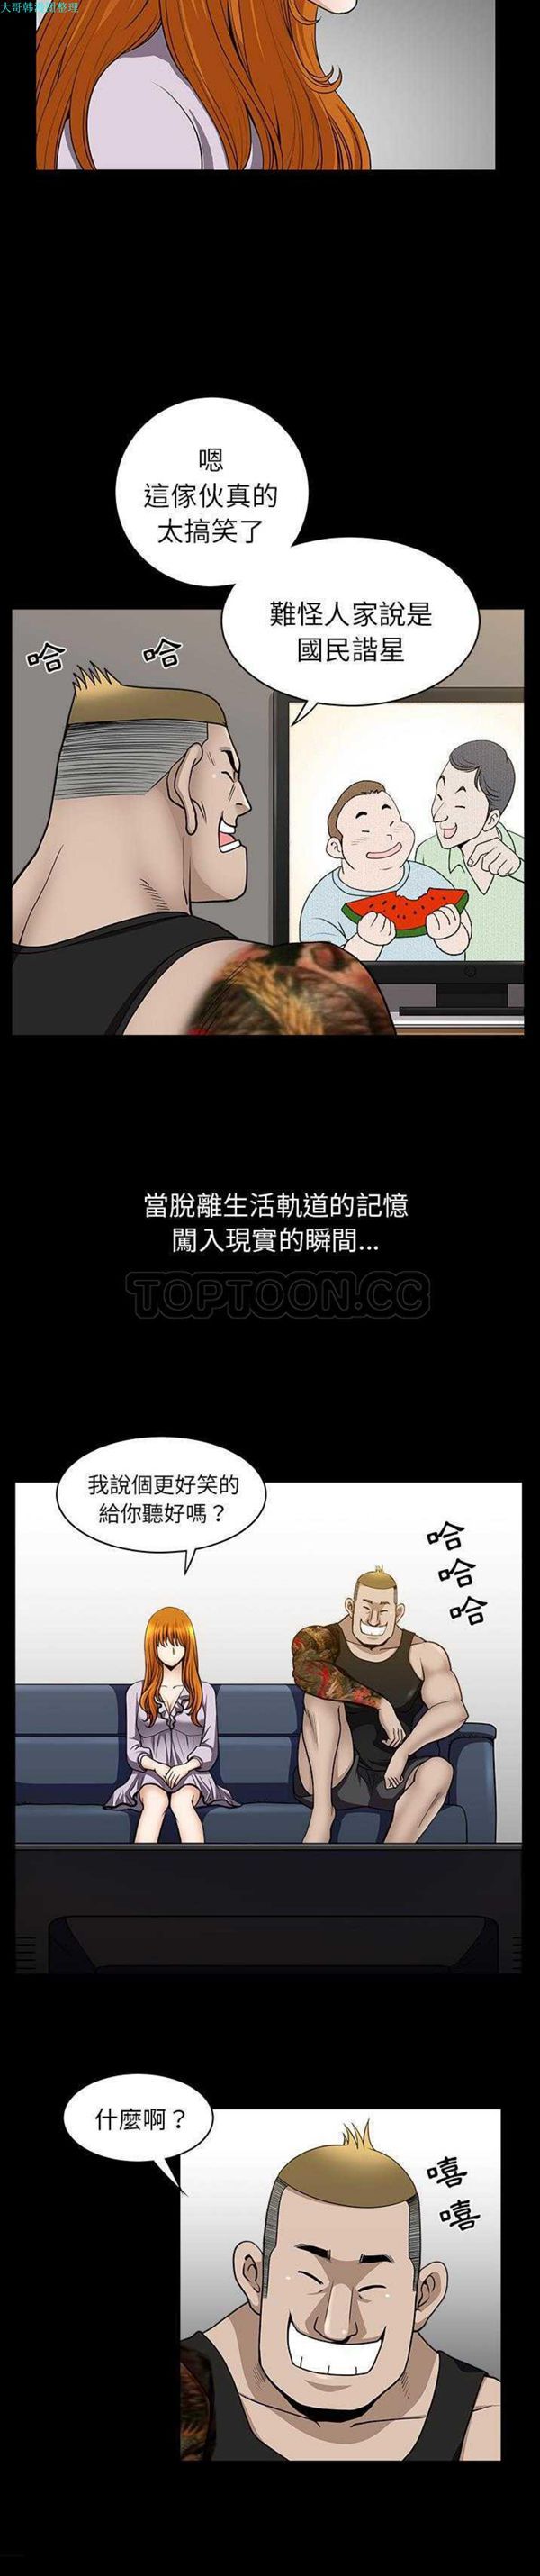 大哥韩漫团整理
嗯
這傢伙真的
太搞笑了
難怪人家說是
國民諧星
哈
哈
當脫離生活軌道的記憶
闖入現實的瞬間...
TOPTOON.CC
我說個更好笑的
給你聽好嗎？
哈
哈
哈
什麼啊？
嘻
嘻